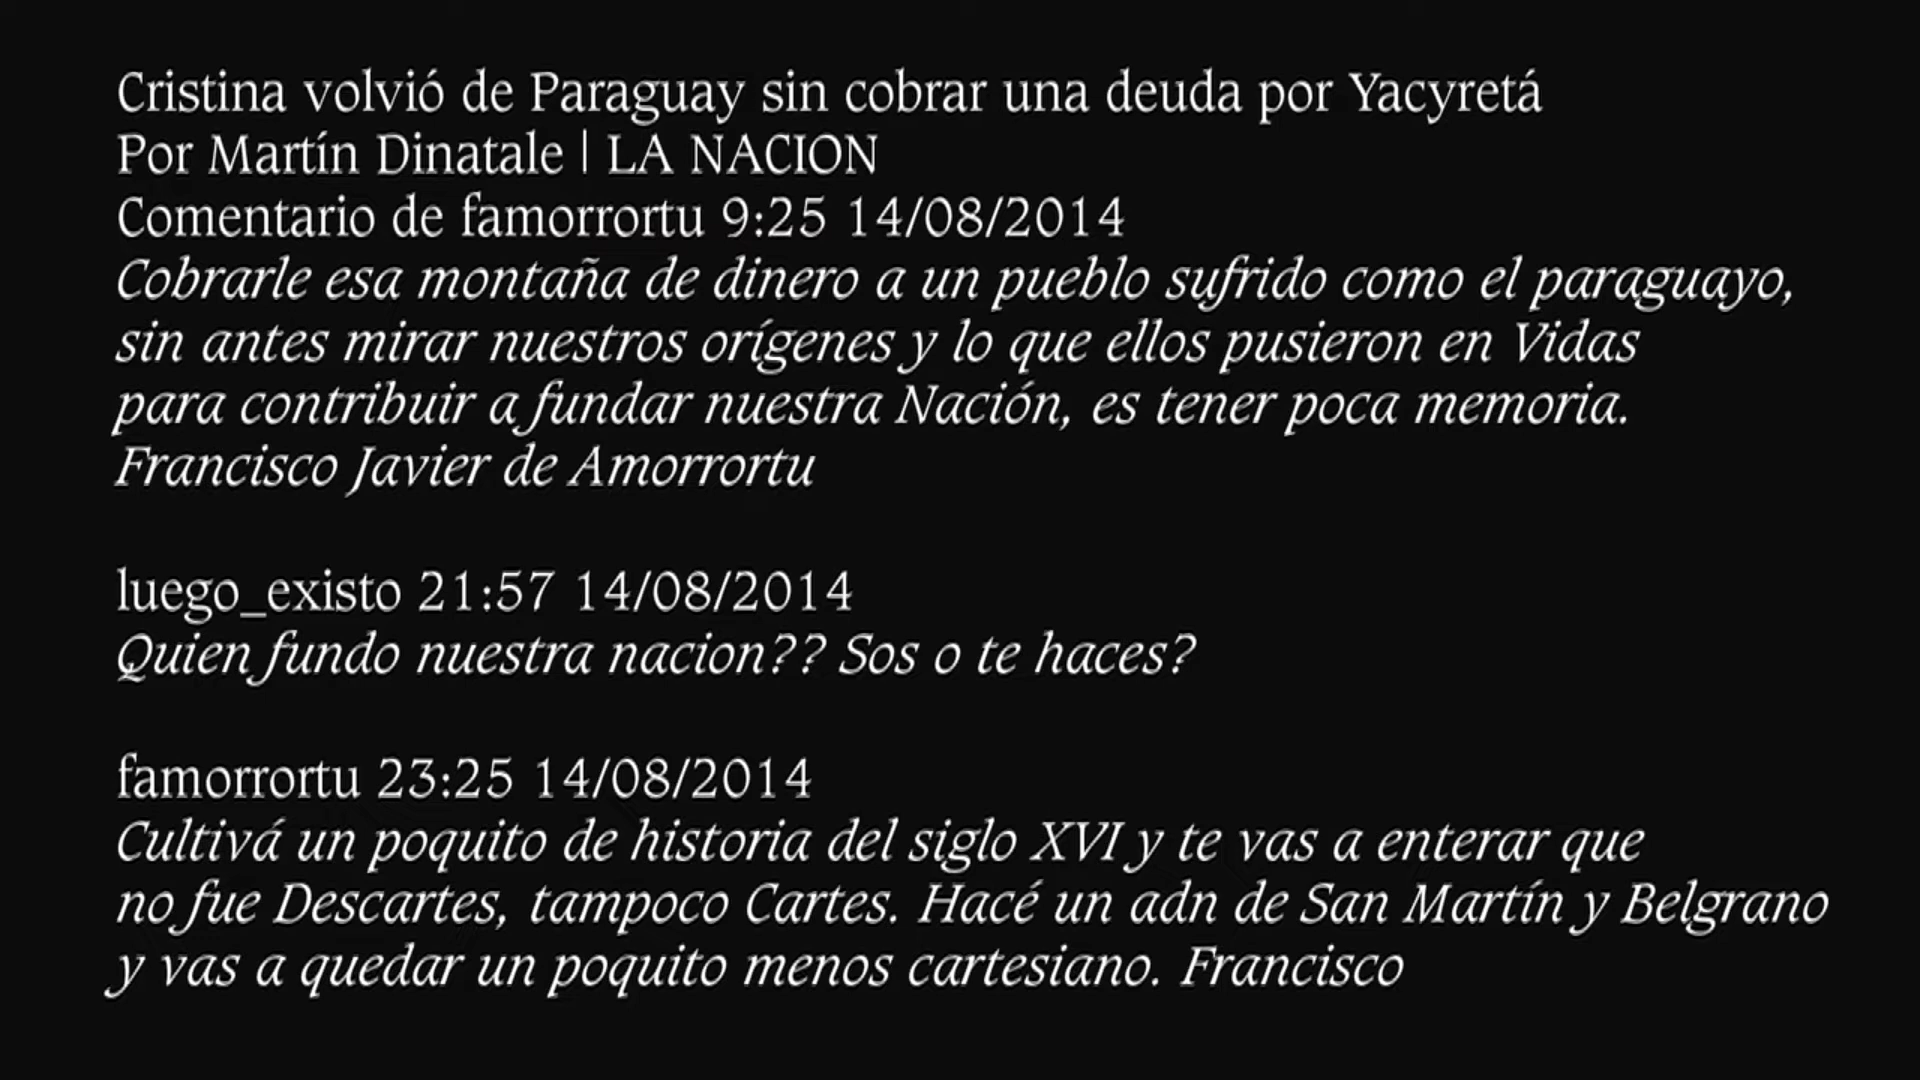 Cristina volvió de Paraguay sin cobrar una deuda por Yacyretá
Por Martín Dinatale | LA NACION
Comentario de famorrortu 9:25 14/08/2014
Cobrarle esa montaña de dinero a un pueblo sufrido como el paraguayo,
sin antes mirar nuestros orígenes y lo que ellos pusieron en Vidas
para contribuir a fundar nuestra Nación, es tener poca memoria.
Francisco Javier de Amorrortu
luego_existo 21:57 14/08/2014
Quien fundo nuestra nacion?? Sos o te haces?
famorrortu 23:25 14/08/2014
Cultivá un poquito de historia del siglo XVI y te vas a enterar que
no fue Descartes, tampoco Cartes. Hacé un adn de San Martín y Belgrano
y vas a quedar un poquito menos cartesiano. Francisco